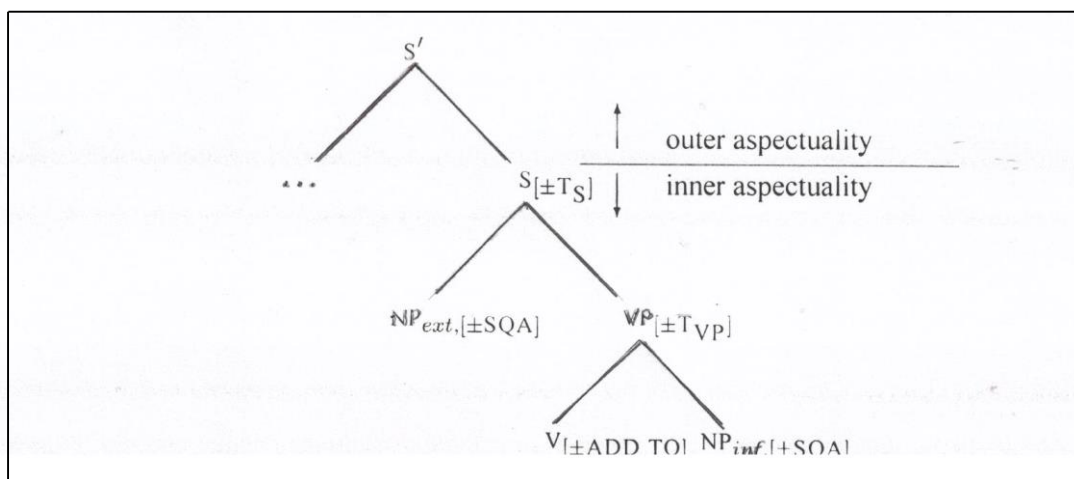 S′
outer aspectuality
...
S[±TS]
inner aspectuality
NPext,[±SQA]
VP[±TVP]
V[±ADD TO]
NPint,[±SQA]